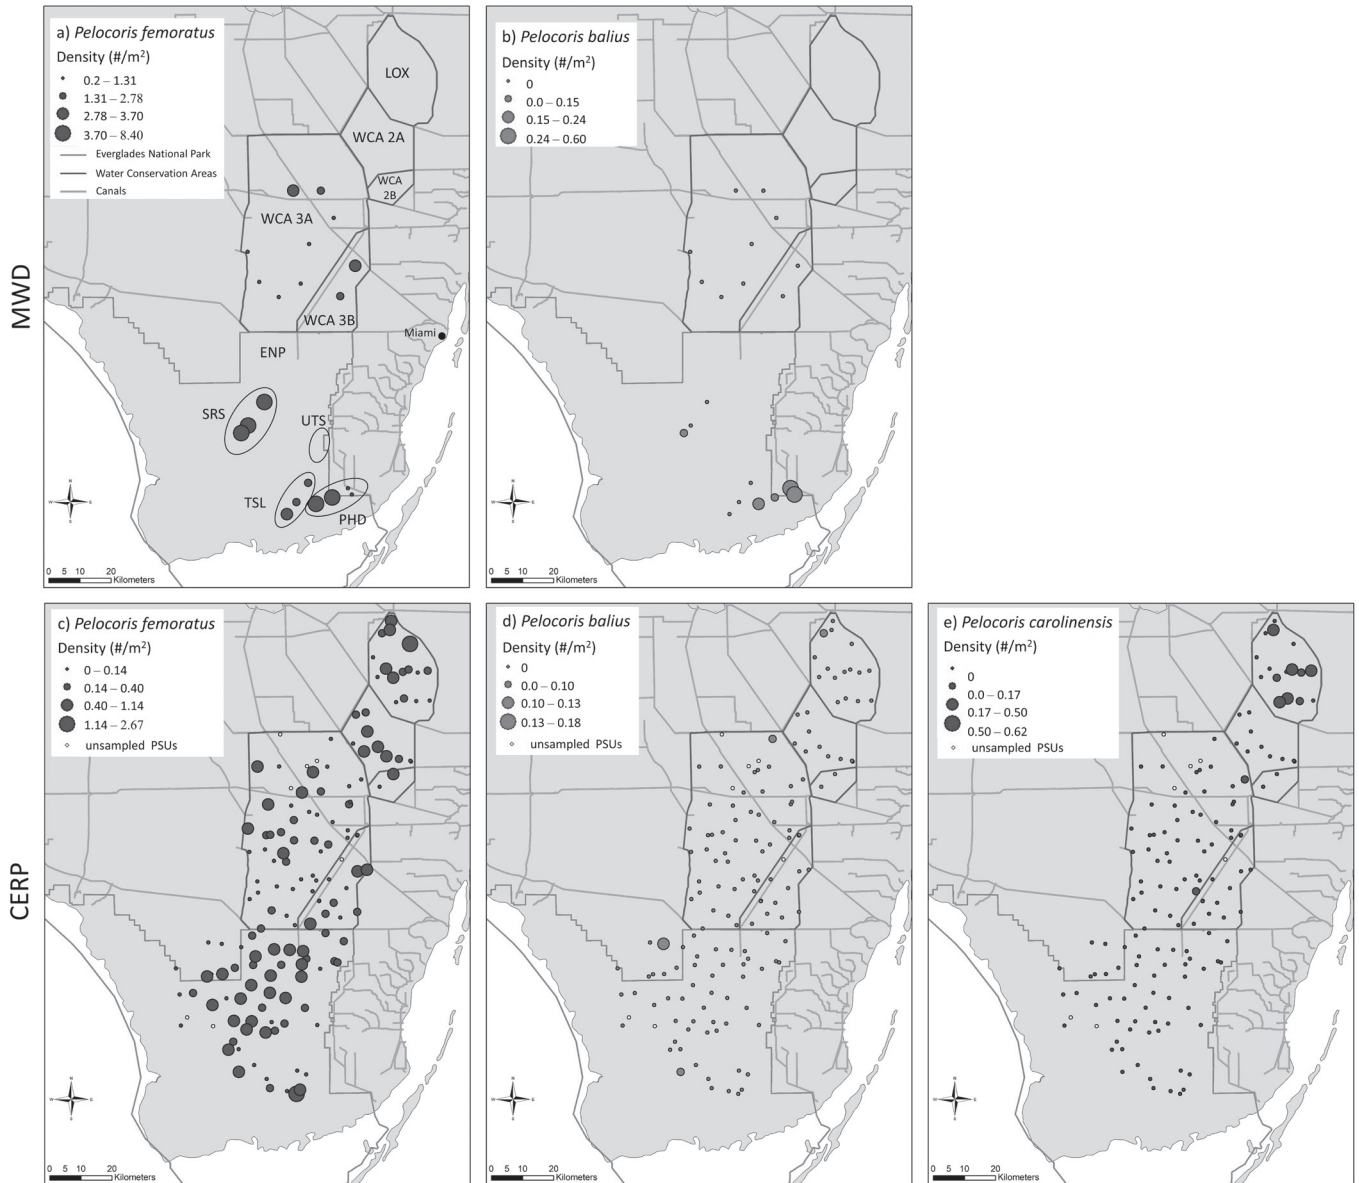 MWD
a) Pelocoris femoratus
Density (#/m²)
0.2 – 1.31
1.31 – 2.78
2.78 – 3.70
3.70 – 8.40
Everglades National Park
Water Conservation Areas
Canals
LOX
WCA 2A
WCA
2B
WCA 3A
WCA 3B
Miami
ENP
SRS
UTS
TSL
PHD
N
W
E
S
0 5 10 20
Kilometers
b) Pelocoris balius
Density (#/m²)
0
0.0 – 0.15
0.15 – 0.24
0.24 – 0.60
N
W
E
S
0 5 10 20
Kilometers
CERP
c) Pelocoris femoratus
Density (#/m²)
0 – 0.14
0.14 – 0.40
0.40 – 1.14
1.14 – 2.67
unsampled PSUs
N
W
E
S
0 5 10 20
Kilometers
d) Pelocoris balius
Density (#/m²)
0
0.0 – 0.10
0.10 – 0.13
0.13 – 0.18
unsampled PSUs
N
W
E
S
0 5 10 20
Kilometers
e) Pelocoris carolinensis
Density (#/m²)
0
0.0 – 0.17
0.17 – 0.50
0.50 – 0.62
unsampled PSUs
N
W
E
S
0 5 10 20
Kilometers